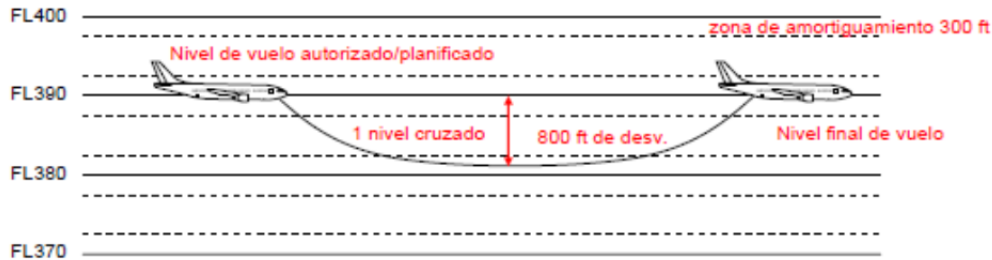 FL400
zona de amortiguamiento 300 ft
Nivel de vuelo autorizado/planificado
FL390
1 nivel cruzado
800 ft de desv.
Nivel final de vuelo
FL380
FL370